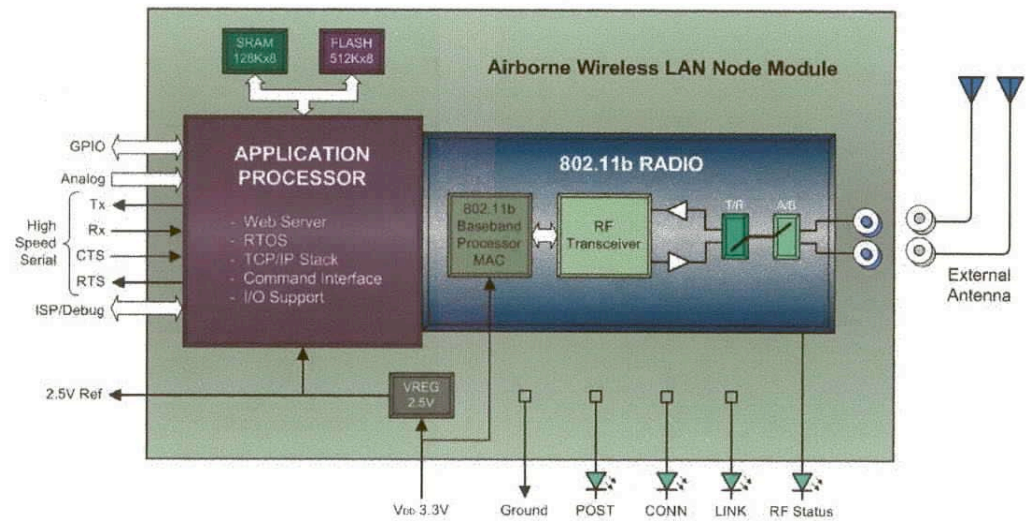 SRAM
128Kx8
FLASH
512Kx8
Airborne Wireless LAN Node Module
GPIO
Analog
High
Speed
Serial
Tx
Rx
CTS
RTS
ISP/Debug
APPLICATION
PROCESSOR
- Web Server
- RTOS
- TCP/IP Stack
- Command Interface
- I/O Support
802.11b RADIO
802.11b
Baseband
Processor
MAC
RF
Transceiver
T/R
A/B
External
Antenna
2.5V Ref
VREG
2.5V
VDD 3.3V
Ground
POST
CONN
LINK
RF Status